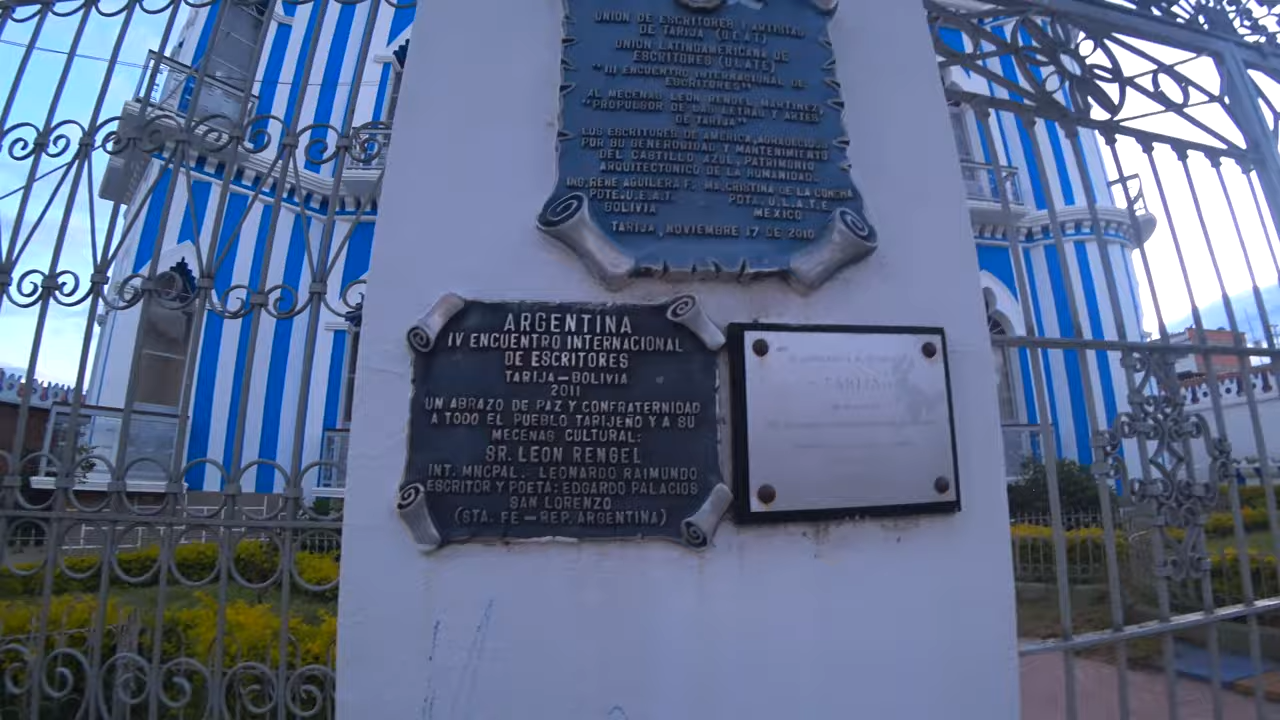 UNION DE ESCRITORES Y ARTISTAS
DE TARIJA (U.E.A.T)
UNION LATINOAMERICANA DE
ESCRITORES (ULATE)
"III ENCUENTRO INTERNACIONAL DE
ESCRITORES"
AL MECENAS LEON RENGEL MARTINEZ,
"PROPULSOR DE LAS LETRAS Y ARTES
DE TARIJA"
LOS ESCRITORES DE AMERICA, AGRADECIDOS
POR SU GENEROSIDAD Y MANTENIMIENTO
DEL CASTILLO AZUL, PATRIMONIO
ARQUITECTONICO DE LA HUMANIDAD.
ING. RENE AGUILERA F. MA. CRISTINA DE LA CONCHA
PDTE. U.E.A.T. PDTA. U.L.A.T.E
BOLIVIA MEXICO
TARIJA, NOVIEMBRE 17 DE 2010
ARGENTINA
IV ENCUENTRO INTERNACIONAL
DE ESCRITORES
TARIJA-BOLIVIA
2011
UN ABRAZO DE PAZ Y CONFRATERNIDAD
A TODO EL PUEBLO TARIJEÑO Y A SU
MECENAS CULTURAL:
SR. LEON RENGEL
INT. MNCPAL. LEONARDO RAIMUNDO
ESCRITOR Y POETA: EDGARDO PALACIOS
SAN LORENZO
(STA. FE - REP. ARGENTINA)
TARIJA